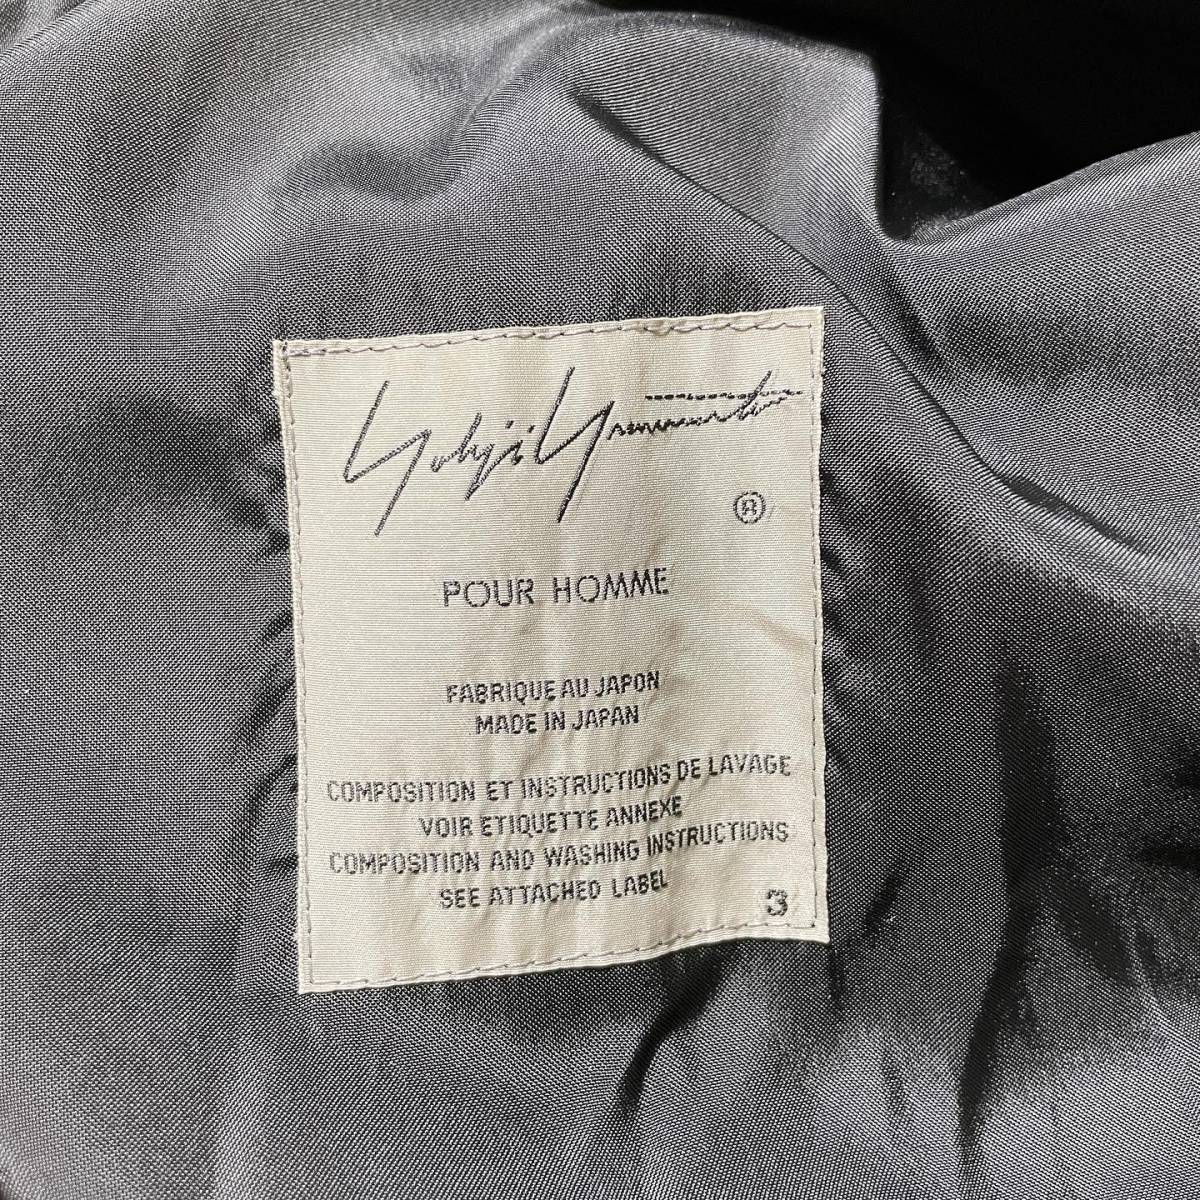 Yohji Yamamoto
®
POUR HOMME
FABRIQUE AU JAPON
MADE IN JAPAN
COMPOSITION ET INSTRUCTIONS DE LAVAGE
VOIR ETIQUETTE ANNEXE
COMPOSITION AND WASHING INSTRUCTIONS
SEE ATTACHED LABEL
3